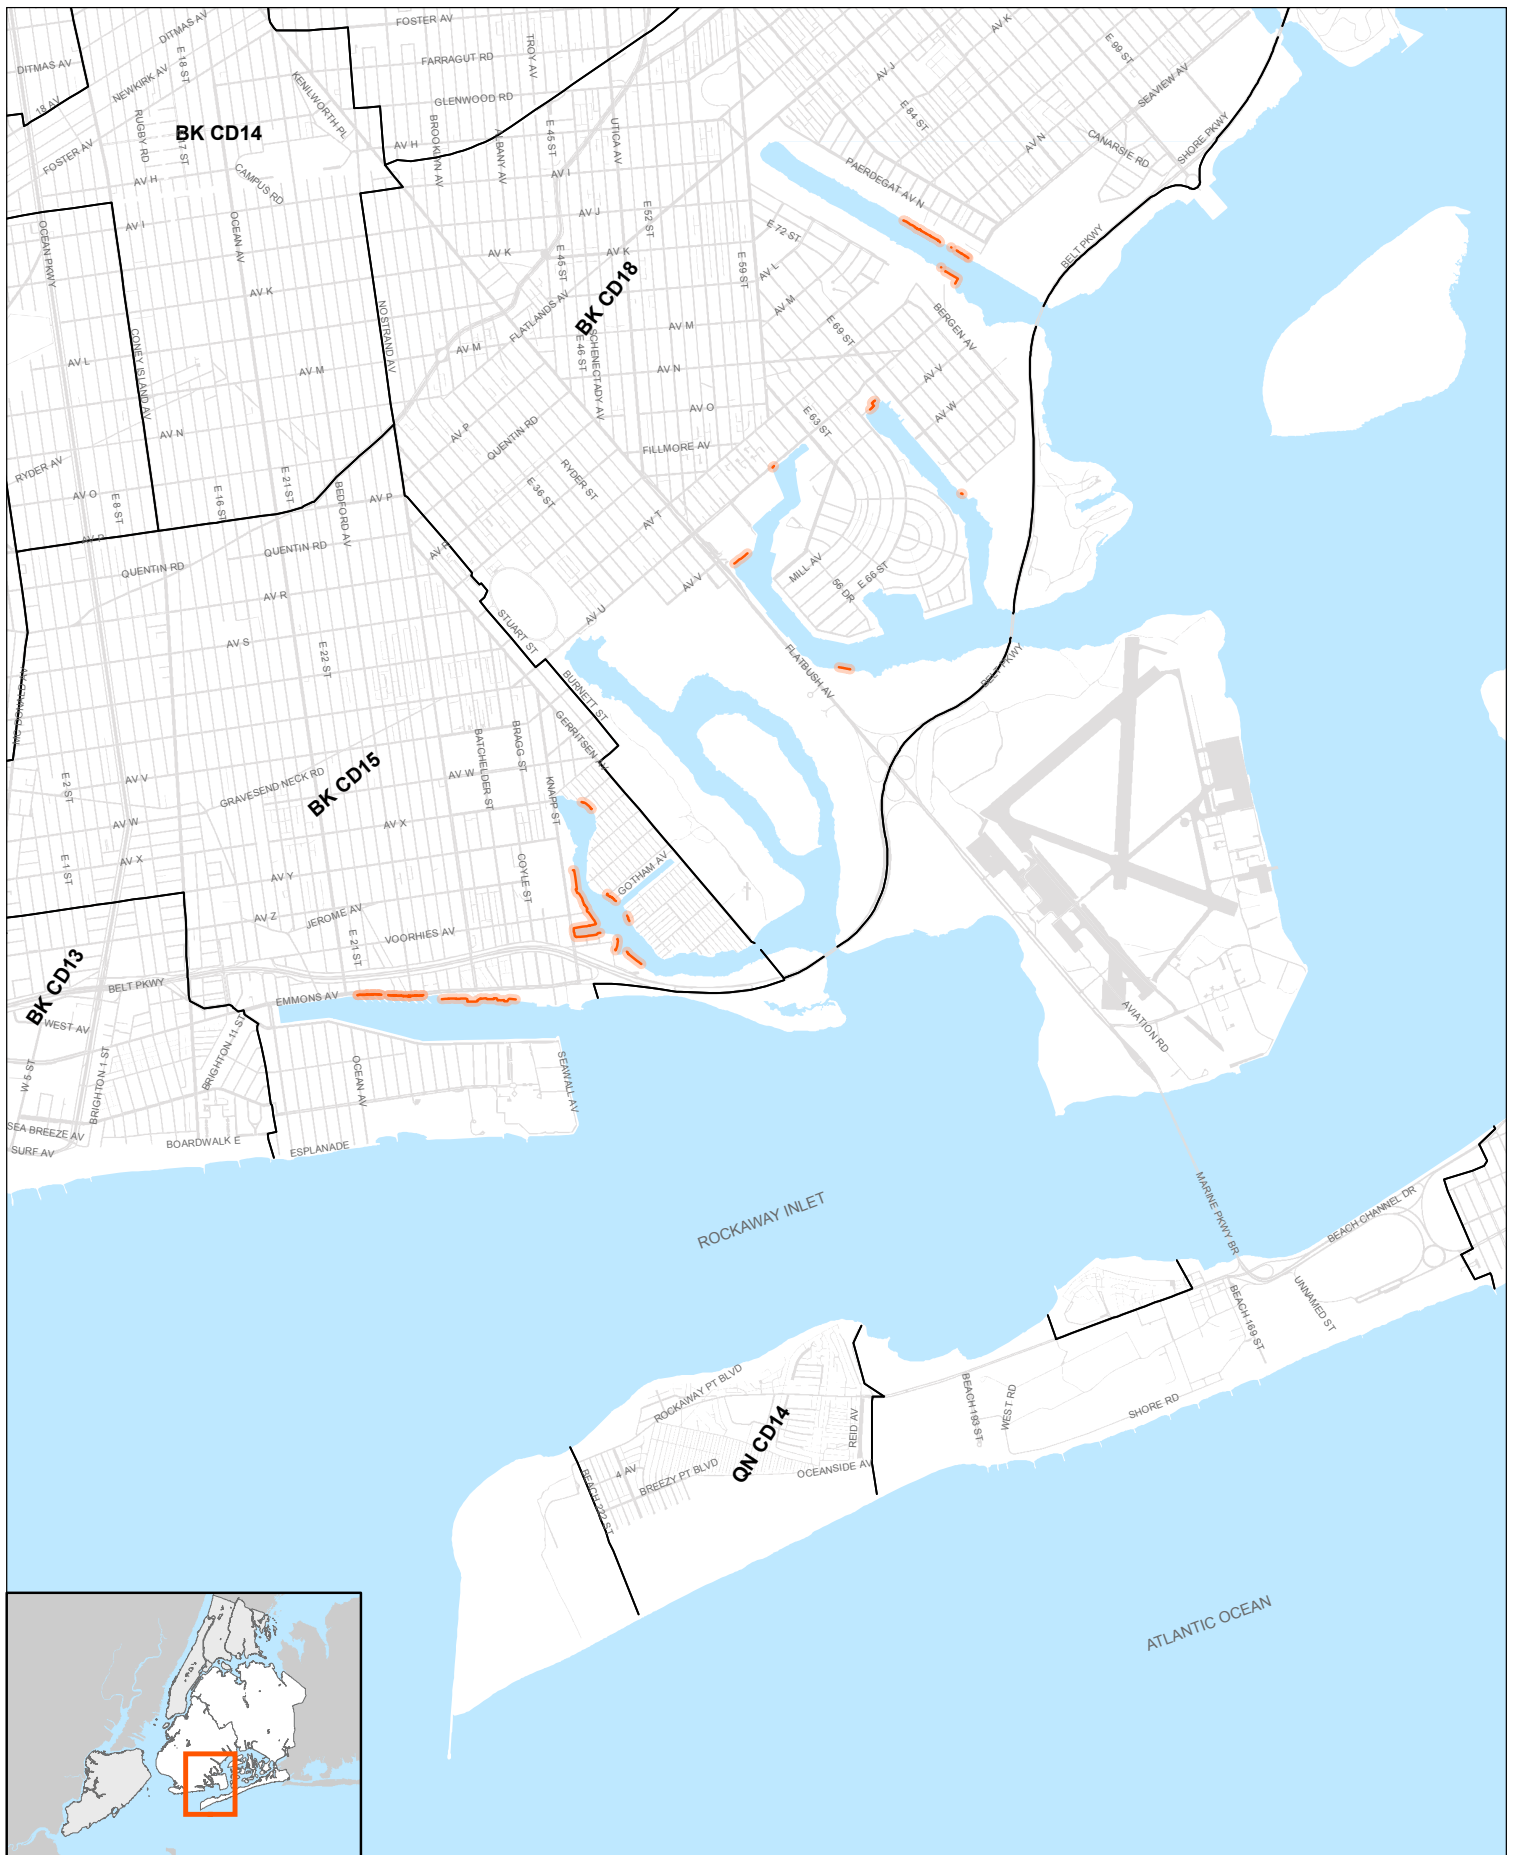 FOSTER AV
DITMAS AV
E 18 ST
TROY AV
AV K
E 99 ST
DITMAS AV
NEWKIRK AV
KENILWORTH PL
FARRAGUT RD
AV J
SEAVIEW AV
18 AV
GLENWOOD RD
RUGBY RD
BK CD14
E 17 ST
BROOKLYN AV
ALBANY AV
E 45 ST
UTICA AV
E 84 ST
AV N
CANARSIE RD
SHORE PKWY
FOSTER AV
AV H
AV H
CAMPUS RD
AV I
PAERDEGAT AV N
AV I
OCEAN PKWY
OCEAN AV
AV J
E 52 ST
E 72 ST
BELT PKWY
AV K
E 45 ST
AV K
E 59 ST
AV L
BK CD18
AV K
FLATLANDS AV
AV M
BERGEN AV
CONEY ISLAND AV
NOSTRAND AV
AV M
E 46 ST
SCHENECTADY AV
AV M
E 69 ST
AV L
AV M
AV N
AV V
AV W
AV N
AV P
QUENTIN RD
AV O
E 63 ST
RYDER AV
FILLMORE AV
AV O
E 8 ST
E 16 ST
E 21 ST
BEDFORD AV
AV P
E 36 ST
RYDER ST
AV T
AV P
QUENTIN RD
QUENTIN RD
AV R
MILL AV
56 DR
E 66 ST
AV V
AV R
AV U
STUART ST
AV S
E 22 ST
FLATBUSH AV
BELT PKWY
MC DONALD AV
BURNETT ST
GERRITSEN AV
BRAGG ST
BATCHELDER ST
E 2 ST
AV V
GRAVESEND NECK RD
BK CD15
AV W
KNAPP ST
AV W
AV X
E 1 ST
AV X
COYLE ST
GOTHAM AV
AV Y
AV Z
JEROME AV
E 21 ST
VOORHIES AV
BK CD13
BELT PKWY
EMMONS AV
WEST AV
AVIATION RD
W 5 ST
BRIGHTON 1 ST
BRIGHTON 11 ST
OCEAN AV
SEAWALL AV
SEA BREEZE AV
SURF AV
BOARDWALK E
ESPLANADE
ROCKAWAY INLET
MARINE PKWY BR
BEACH CHANNEL DR
BEACH 169 ST
UNNAMED ST
ROCKAWAY PT BLVD
BEACH 193 ST
WEST RD
SHORE RD
QN CD14
REID AV
4 AV
BREEZY PT BLVD
OCEANSIDE AV
BEACH 222 ST
ATLANTIC OCEAN